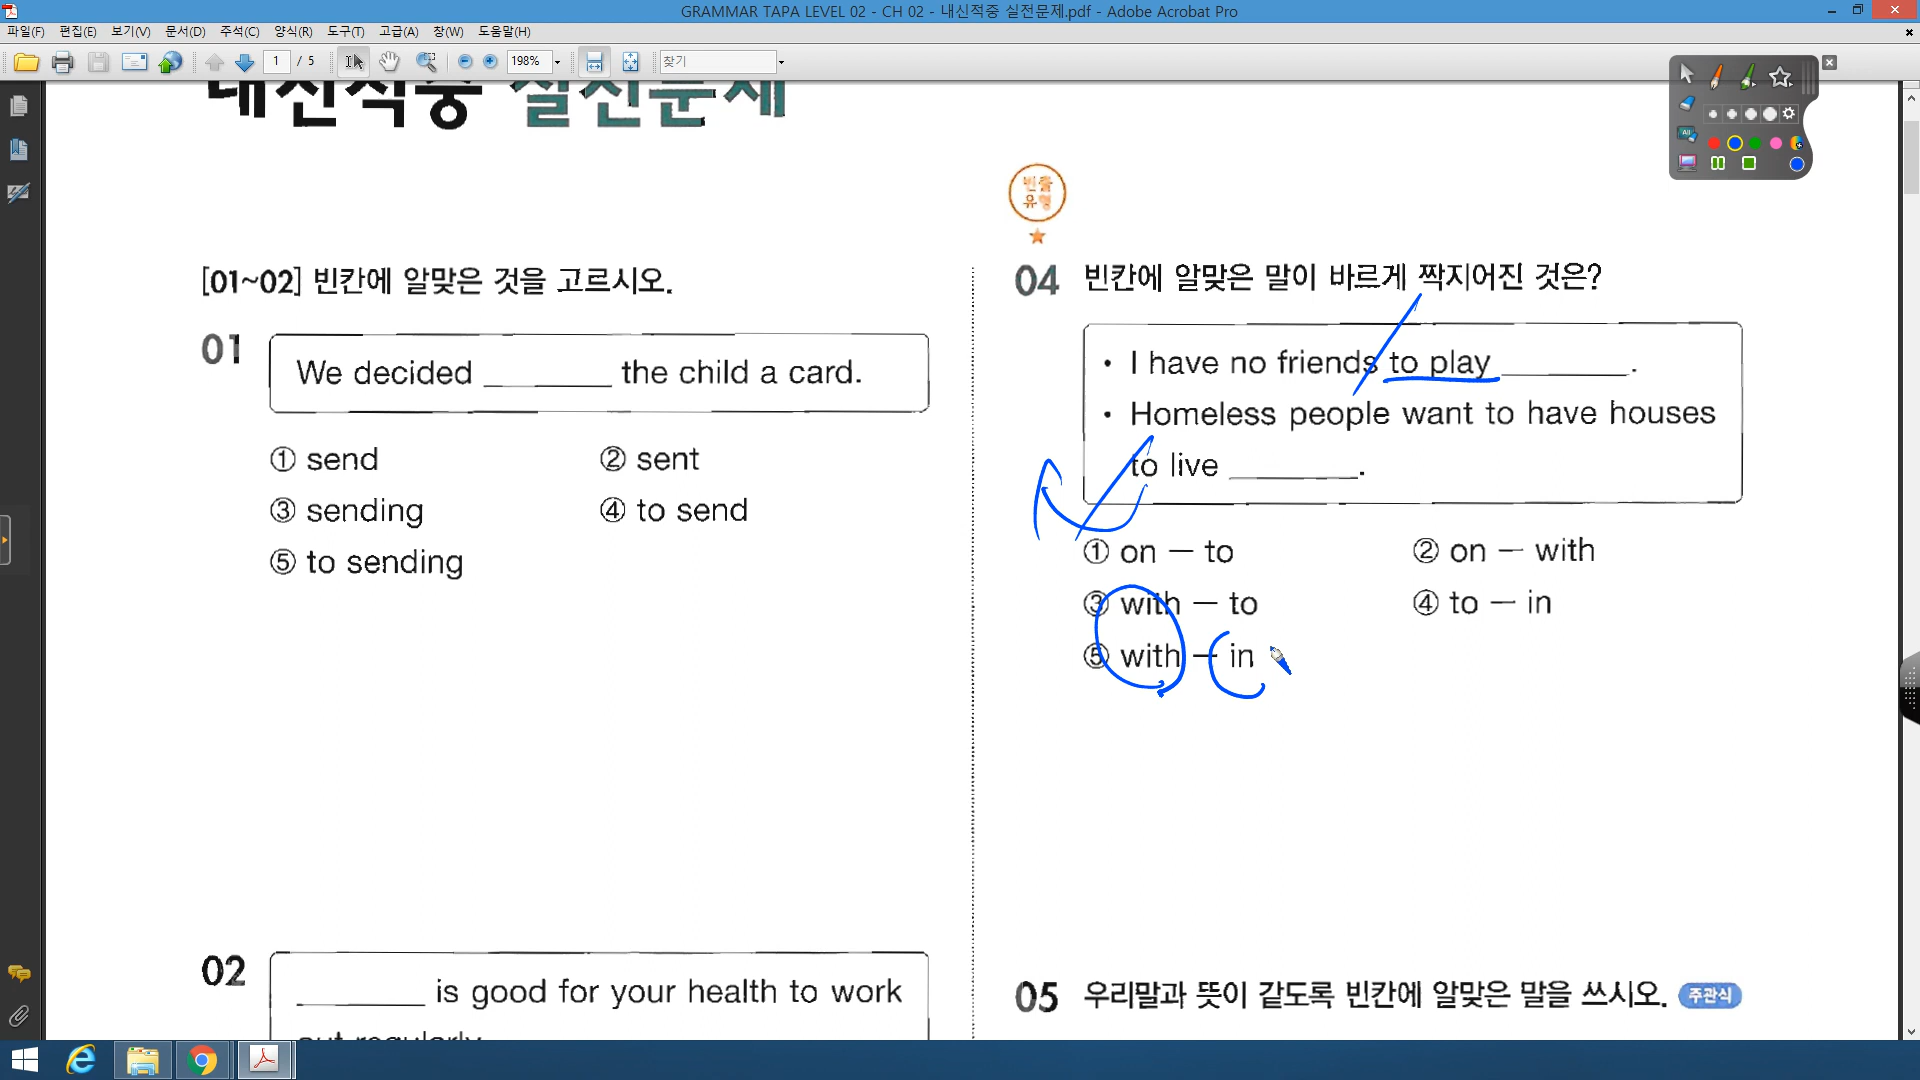 GRAMMAR TAPA LEVEL 02 - CH 02 - 내신적중 실전문제.pdf - Adobe Acrobat Pro
파일(F) 편집(E) 보기(V) 문서(D) 주석(C) 양식(R) 도구(T) 고급(A) 창(W) 도움말(H)
1 / 5 198% 찾기
내신적중 실전문제
빈출
유형
[01~02] 빈칸에 알맞은 것을 고르시오.
01 We decided ________ the child a card.
① send ② sent
③ sending ④ to send
⑤ to sending
02 ________ is good for your health to work
out regularly.
04 빈칸에 알맞은 말이 바르게 짝지어진 것은?
• I have no friends to play ________.
• Homeless people want to have houses
to live ________.
① on – to ② on – with
③ with – to ④ to – in
⑤ with – in
05 우리말과 뜻이 같도록 빈칸에 알맞은 말을 쓰시오. 주관식